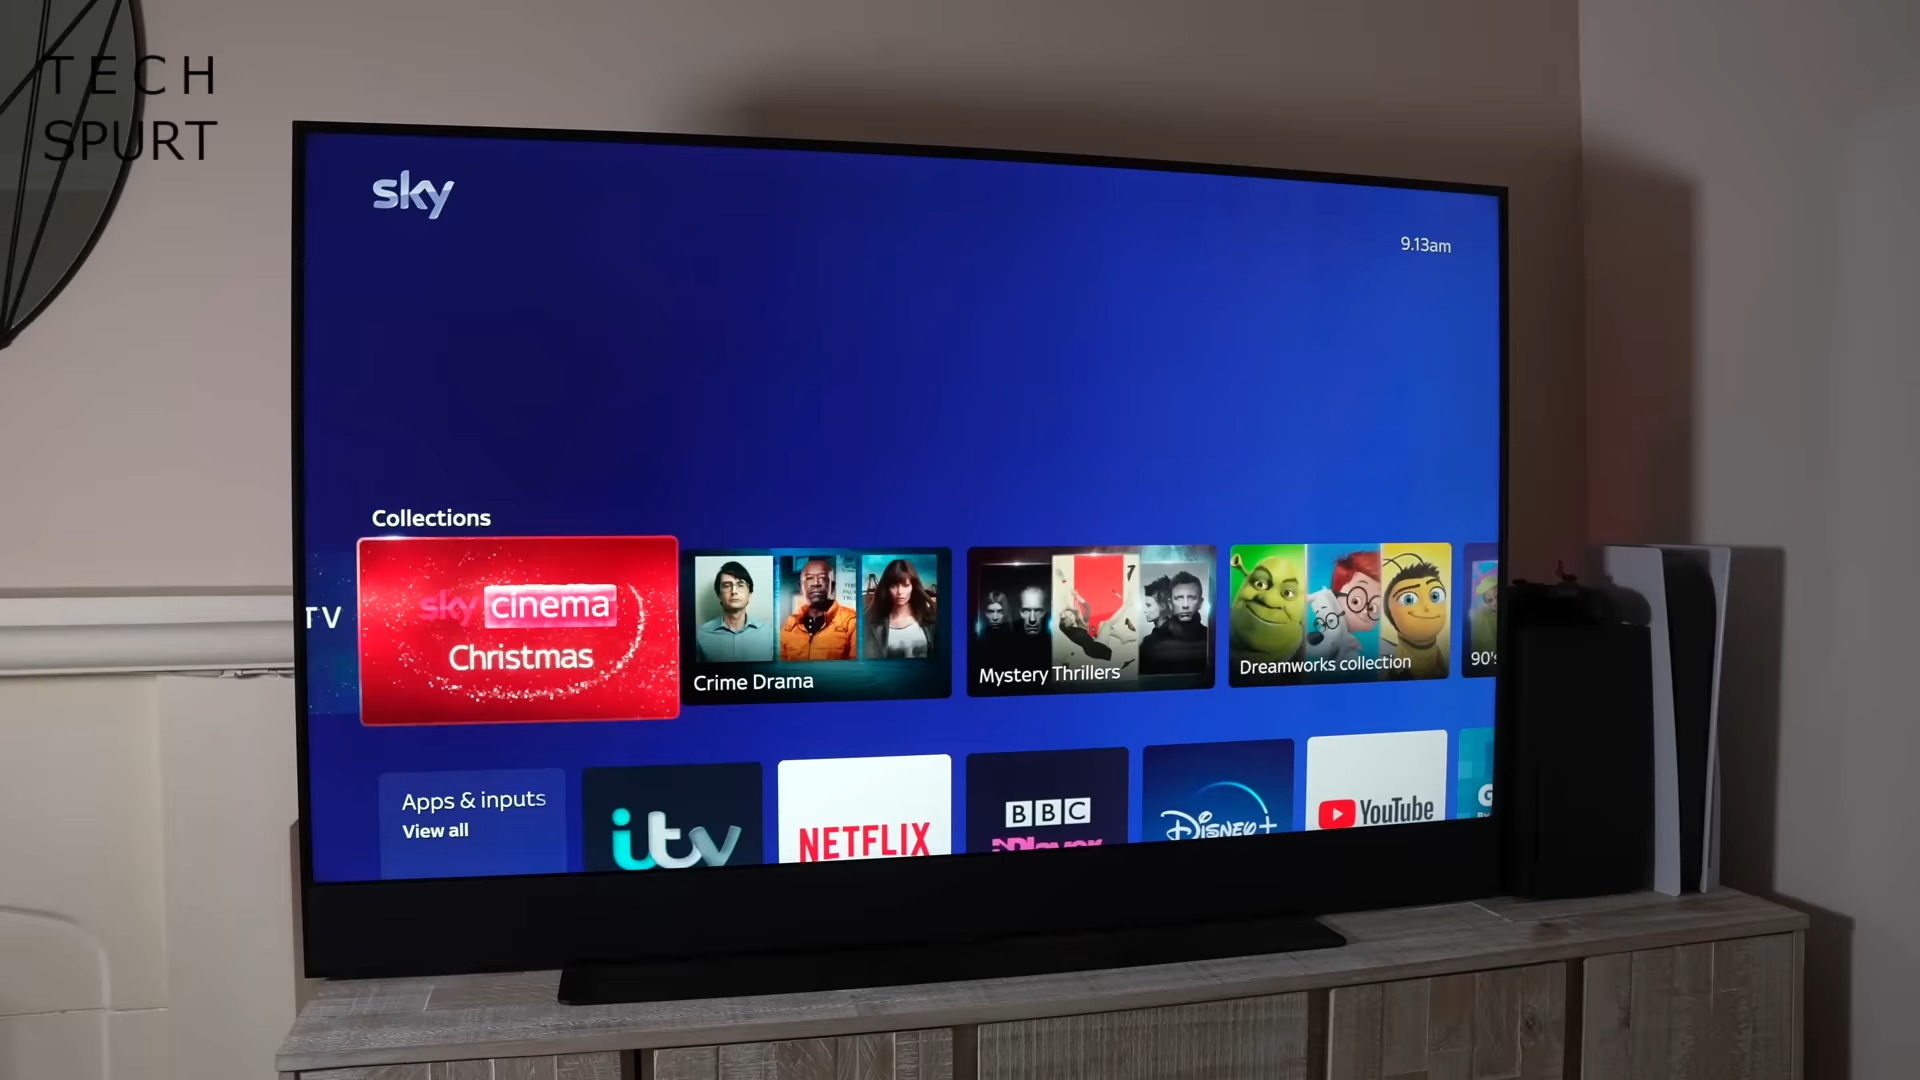 TECH
SPURT
sky
9.13am
Collections
TV
sky cinema
Christmas
Crime Drama
Mystery Thrillers
Dreamworks collection
90's
Apps & inputs
View all
itv
NETFLIX
BBC
iPlayer
Disney+
YouTube